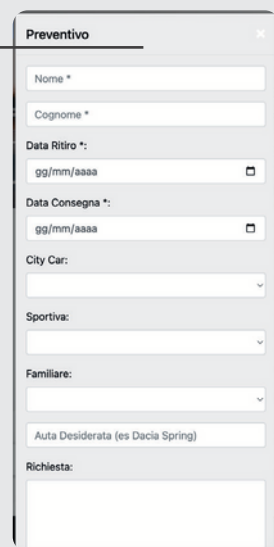 Preventivo
Nome *
Cognome *
Data Ritiro *:
gg/mm/aaaa
Data Consegna *:
gg/mm/aaaa
City Car:
Sportiva:
Familiare:
Auta Desiderata (es Dacia Spring)
Richiesta: